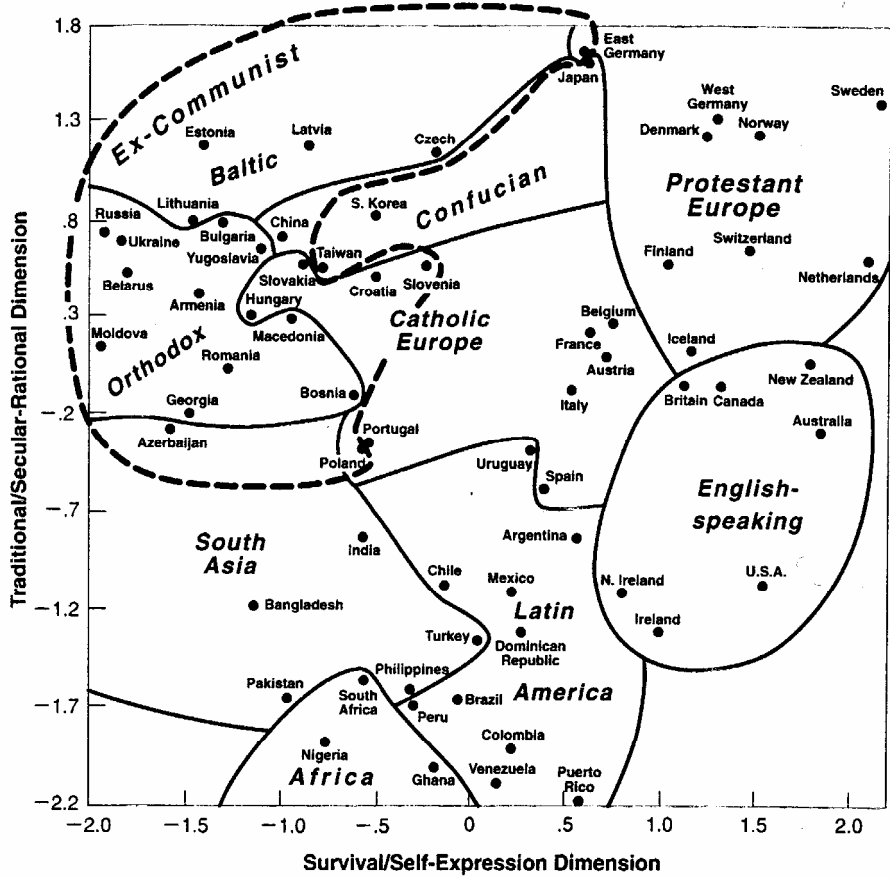 1.8
1.3
.8
.3
−.2
−.7
−1.2
−1.7
−2.2
Traditional/Secular-Rational Dimension
East
Germany
Japan
Ex-Communist
Sweden
West
Germany
Denmark
Norway
Estonia
Latvia
Czech
Baltic
Confucian
Protestant
Europe
Lithuania
S. Korea
Russia
Bulgaria
China
Ukraine
Yugoslavia
Taiwan
Switzerland
Finland
Slovakia
Belarus
Croatia
Slovenia
Netherlands
Armenia
Hungary
Catholic
Europe
Belgium
Moldova
Macedonia
France
Iceland
Orthodox
Romania
Austria
New Zealand
Georgia
Bosnia
Italy
Britain
Canada
Azerbaijan
Portugal
Australia
Poland
Uruguay
Spain
English-
speaking
South
Asia
India
Argentina
Chile
Mexico
N. Ireland
U.S.A.
Bangladesh
Latin
America
Ireland
Turkey
Dominican
Republic
Pakistan
South
Africa
Philippines
Brazil
Peru
Nigeria
Colombia
Africa
Ghana
Venezuela
Puerto
Rico
−2.0
−1.5
−1.0
−.5
0
.5
1.0
1.5
2.0
Survival/Self-Expression Dimension